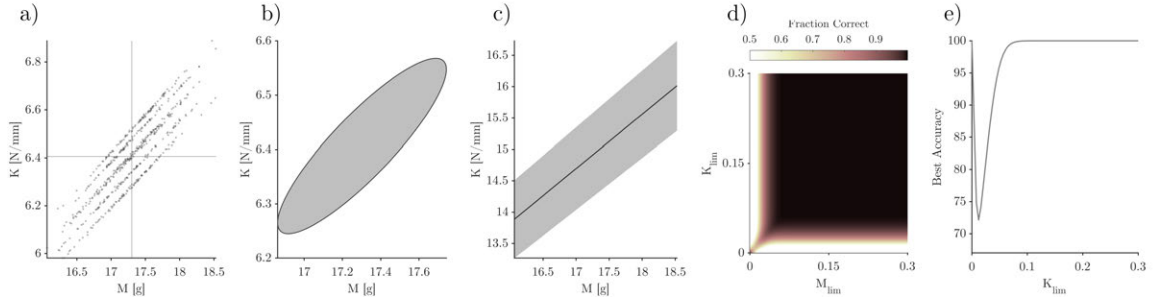 a)
K [N/mm]
6.8
6.6
6.4
6.2
6
16.5
17
17.5
18
18.5
M [g]
b)
K [N/mm]
6.6
6.5
6.4
6.3
6.2
17
17.2
17.4
17.6
M [g]
c)
K [N/mm]
16.5
16
15.5
15
14.5
14
13.5
16.5
17
17.5
18
18.5
M [g]
d)
Fraction Correct
0.5 0.6 0.7 0.8 0.9
K_lim
0.3
0.15
0
0
0.15
0.3
M_lim
e)
Best Accuracy
100
95
90
85
80
75
70
0
0.1
0.2
0.3
K_lim